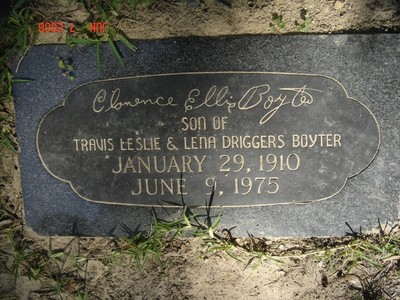 Clarence Ellis Boyter
SON OF
TRAVIS LESLIE & LENA DRIGGERS BOYTER
JANUARY 29, 1910
JUNE 9, 1975